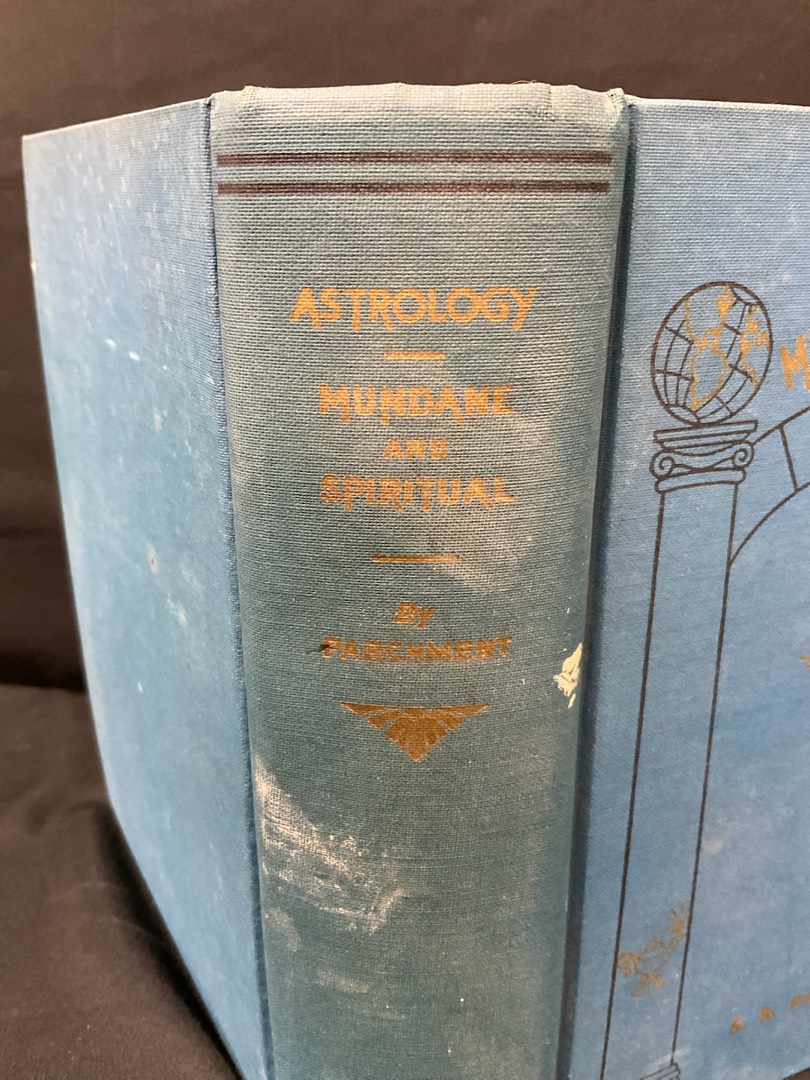 ASTROLOGY
MUNDANE
AND
SPIRITUAL
By
PARCHMENT
M
S. R.